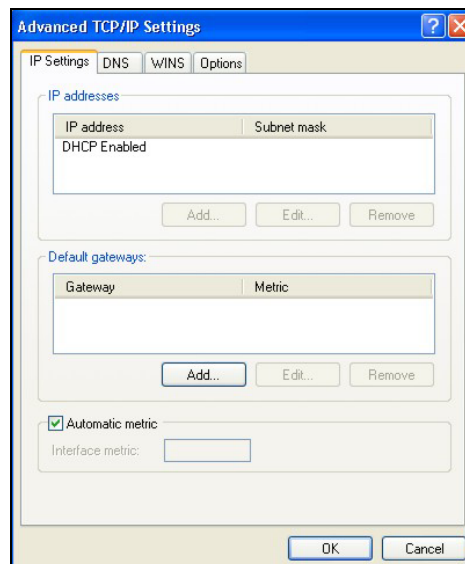 Advanced TCP/IP Settings
IP Settings DNS WINS Options
IP addresses
IP address Subnet mask
DHCP Enabled
Add... Edit... Remove
Default gateways:
Gateway Metric
Add... Edit... Remove
Automatic metric
Interface metric:
OK Cancel